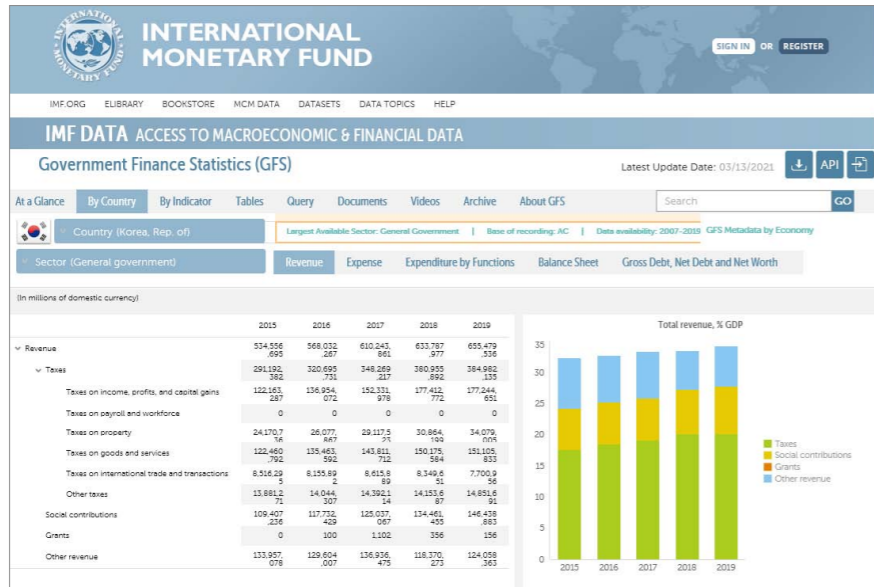 INTERNATIONAL
MONETARY FUND
SIGN IN OR REGISTER
IMF.ORG ELIBRARY BOOKSTORE MCM DATA DATASETS DATA TOPICS HELP
IMF DATA ACCESS TO MACROECONOMIC & FINANCIAL DATA
Government Finance Statistics (GFS)
Latest Update Date: 03/13/2021 API
At a Glance By Country By Indicator Tables Query Documents Videos Archive About GFS Search GO
Country (Korea, Rep. of) Largest Available Sector: General Government | Base of recording: AC | Data availability: 2007-2019 GFS Metadata by Economy
Sector (General government) Revenue Expense Expenditure by Functions Balance Sheet Gross Debt, Net Debt and Net Worth
(In millions of domestic currency)
2015 2016 2017 2018 2019
Revenue 534,556,695 568,032,267 610,243,861 633,787,977 655,479,536
Taxes 291,192,382 320,695,731 348,269,217 380,955,892 384,982,135
Taxes on income, profits, and capital gains 122,163,287 136,954,072 152,331,978 177,412,772 177,244,651
Taxes on payroll and workforce 0 0 0 0 0
Taxes on property 24,170,736 26,077,867 29,117,523 30,864,199 34,079,005
Taxes on goods and services 122,460,792 135,463,592 143,811,712 150,175,584 151,105,833
Taxes on international trade and transactions 8,516,295 8,155,892 8,615,889 8,349,651 7,700,956
Other taxes 13,881,271 14,044,307 14,392,114 14,153,687 14,851,691
Social contributions 109,407,236 117,732,429 125,037,067 134,461,455 146,438,883
Grants 0 100 1,102 356 156
Other revenue 133,957,078 129,604,007 136,936,475 118,370,273 124,058,363
Total revenue, % GDP
35
30
25
20
15
10
5
0
2015 2016 2017 2018 2019
Taxes
Social contributions
Grants
Other revenue